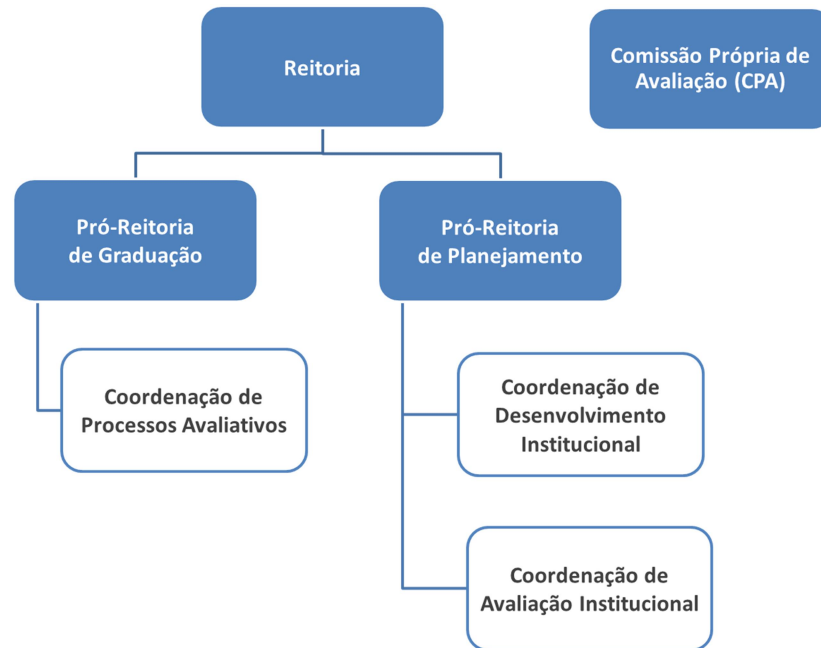 Reitoria
Comissão Própria de
Avaliação (CPA)
Pró-Reitoria
de Graduação
Pró-Reitoria
de Planejamento
Coordenação de
Processos Avaliativos
Coordenação de
Desenvolvimento
Institucional
Coordenação de
Avaliação Institucional